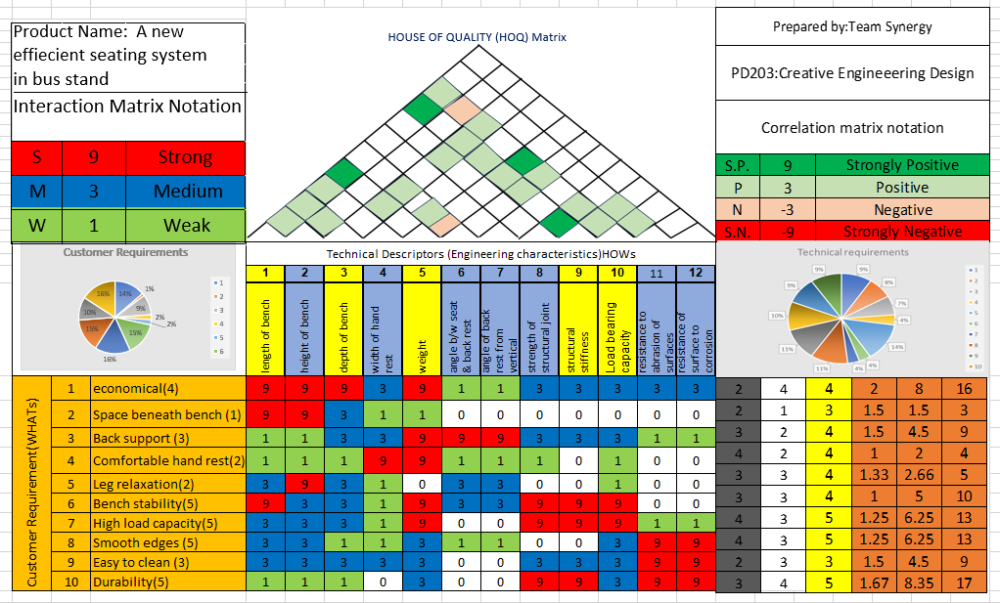 HOUSE OF QUALITY (HOQ) Matrix
Product Name: A new
effiecient seating system
in bus stand
Interaction Matrix Notation
S 9 Strong
M 3 Medium
W 1 Weak
Prepared by:Team Synergy
PD203:Creative Engineeering Design
Correlation matrix notation
S.P. 9 Strongly Positive
P 3 Positive
N -3 Negative
S.N. -9 Strongly Negative
Customer Requirements
14%
1%
9%
2%
2%
15%
16%
15%
10%
16%
1
2
3
4
5
6
Technical Descriptors (Engineering characteristics)HOWs
1 2 3 4 5 6 7 8 9 10 11 12
length of bench
height of bench
depth of bench
width of hand
rest
weight
angle b/w seat
& back rest
angle of back
rest from
vertical
strength of
structural joint
structural
stiffness
Load bearing
capacity
resistance to
abrasion of
surfaces
resistance of
surface to
corrosion
Technical requirements
9%
8%
7%
4%
14%
4%
4%
11%
11%
10%
9%
9%
1
2
3
4
5
6
7
8
9
10
Customer Requirement(WHATs)
1 economical(4) 9 9 9 3 9 1 1 3 3 3 3 3 2 4 4 2 8 16
2 Space beneath bench (1) 9 9 3 1 1 0 0 0 0 0 0 0 2 1 3 1.5 1.5 3
3 Back support (3) 1 1 3 3 9 9 9 3 3 3 1 1 3 2 4 1.5 4.5 9
4 Comfortable hand rest(2) 1 1 1 9 9 1 1 1 0 1 0 0 4 2 4 1 2 4
5 Leg relaxation(2) 3 9 3 1 0 3 3 0 0 1 0 0 3 3 4 1.33 2.66 5
6 Bench stability(5) 9 3 3 1 9 3 3 9 9 9 0 0 3 3 4 1 5 10
7 High load capacity(5) 3 3 3 1 9 0 0 9 9 9 1 1 4 3 5 1.25 6.25 13
8 Smooth edges (5) 3 3 1 1 3 1 1 0 0 3 9 9 4 3 5 1.25 6.25 13
9 Easy to clean (3) 3 3 3 3 3 0 0 3 3 3 9 9 2 3 3 1.5 4.5 9
10 Durability(5) 1 1 1 0 3 0 0 9 9 3 9 9 3 4 5 1.67 8.35 17